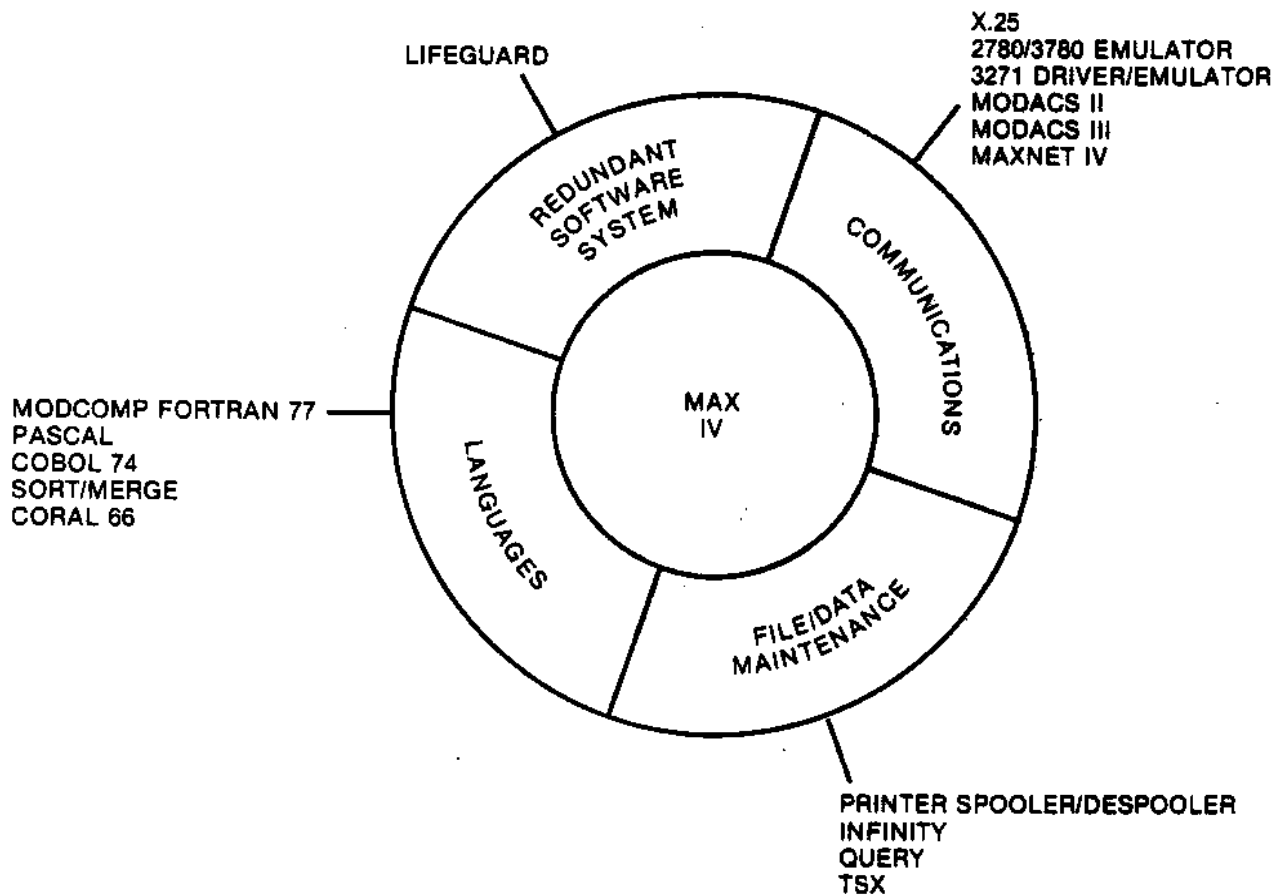 LIFEGUARD
X.25
2780/3780 EMULATOR
3271 DRIVER/EMULATOR
MODACS II
MODACS III
MAXNET IV
REDUNDANT
SOFTWARE
SYSTEM
COMMUNICATIONS
MAX
IV
MODCOMP FORTRAN 77
PASCAL
COBOL 74
SORT/MERGE
CORAL 66
LANGUAGES
FILE/DATA
MAINTENANCE
PRINTER SPOOLER/DESPOOLER
INFINITY
QUERY
TSX